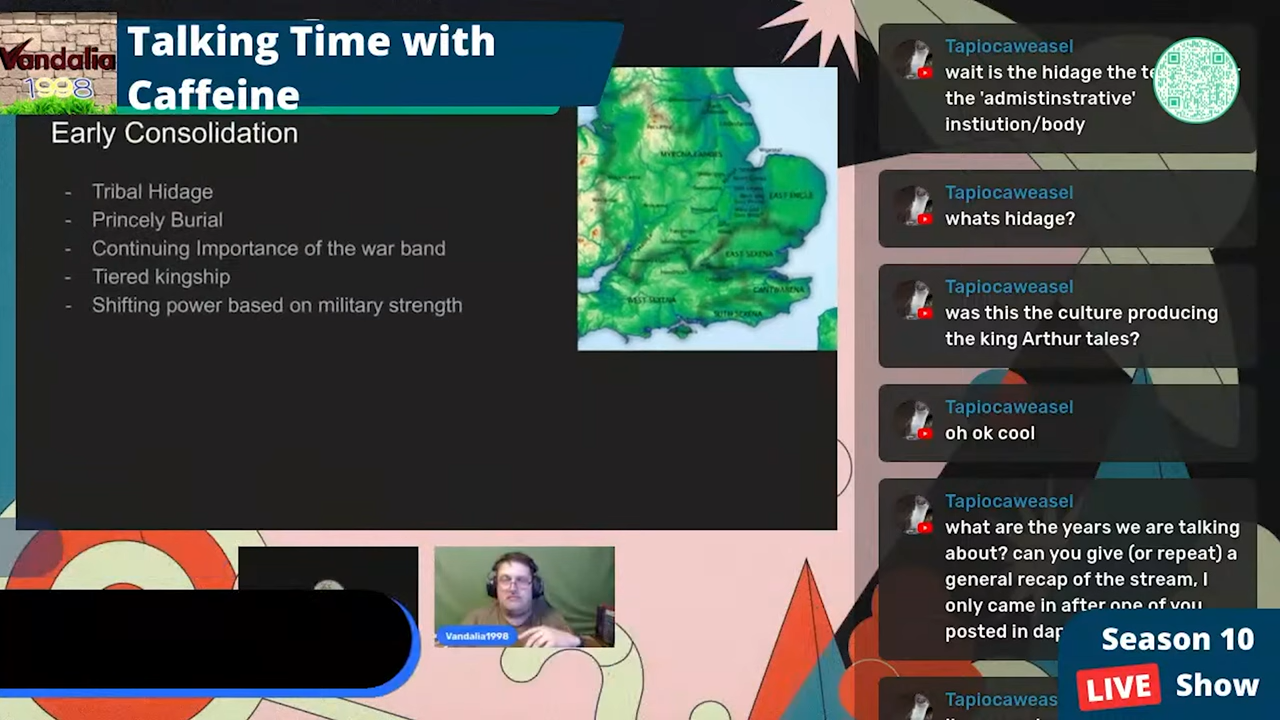 Vandalia
1998
Talking Time with
Caffeine
Early Consolidation
- Tribal Hidage
- Princely Burial
- Continuing Importance of the war band
- Tiered kingship
- Shifting power based on military strength
MYRCNA
EAST ENGLE
EAST SEXENA
CANTWARENA
WEST SEXENA
SUTH SEXENA
Vandalia1998
Tapiocaweasel
wait is the hidage the
the 'admistinstrative'
instiution/body
Tapiocaweasel
whats hidage?
Tapiocaweasel
was this the culture producing
the king Arthur tales?
Tapiocaweasel
oh ok cool
Tapiocaweasel
what are the years we are talking
about? can you give (or repeat) a
general recap of the stream, I
only came in after one of you
posted in
Tapiocaweas
Season 10
LIVE Show